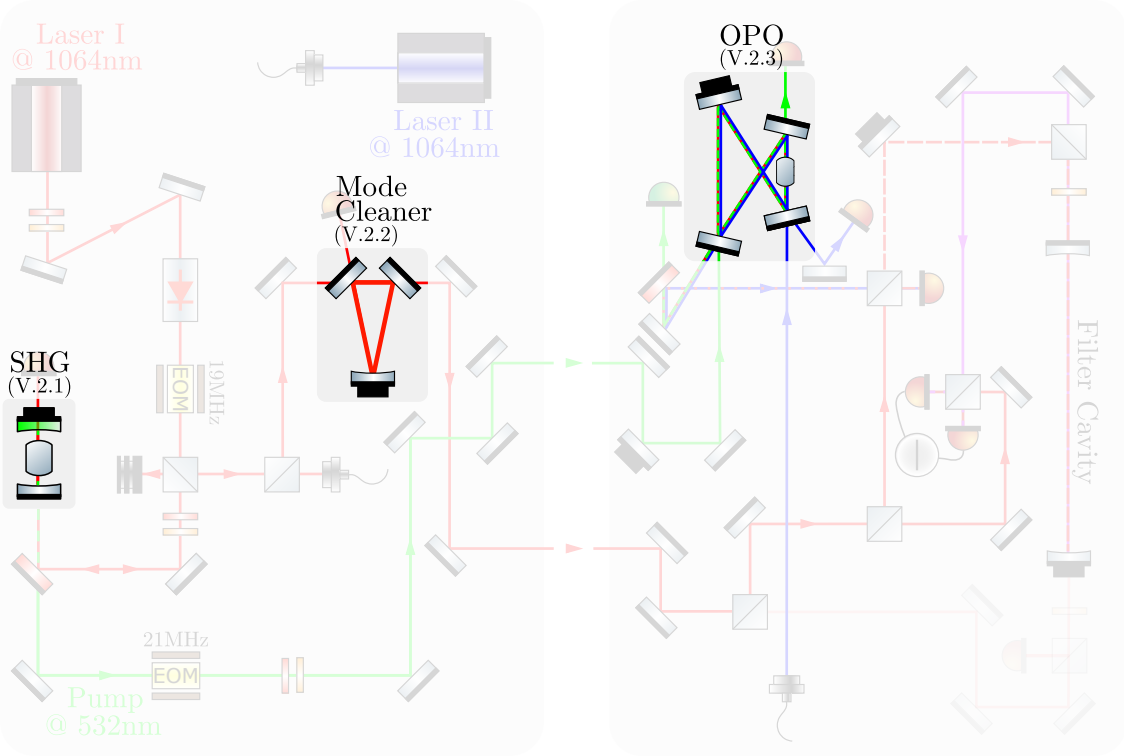 Laser I
@ 1064nm
Laser II
@ 1064nm
OPO
(V.2.3)
Mode
Cleaner
(V.2.2)
SHG
(V.2.1)
EOM
19MHz
Filter Cavity
21MHz
EOM
Pump
@ 532nm